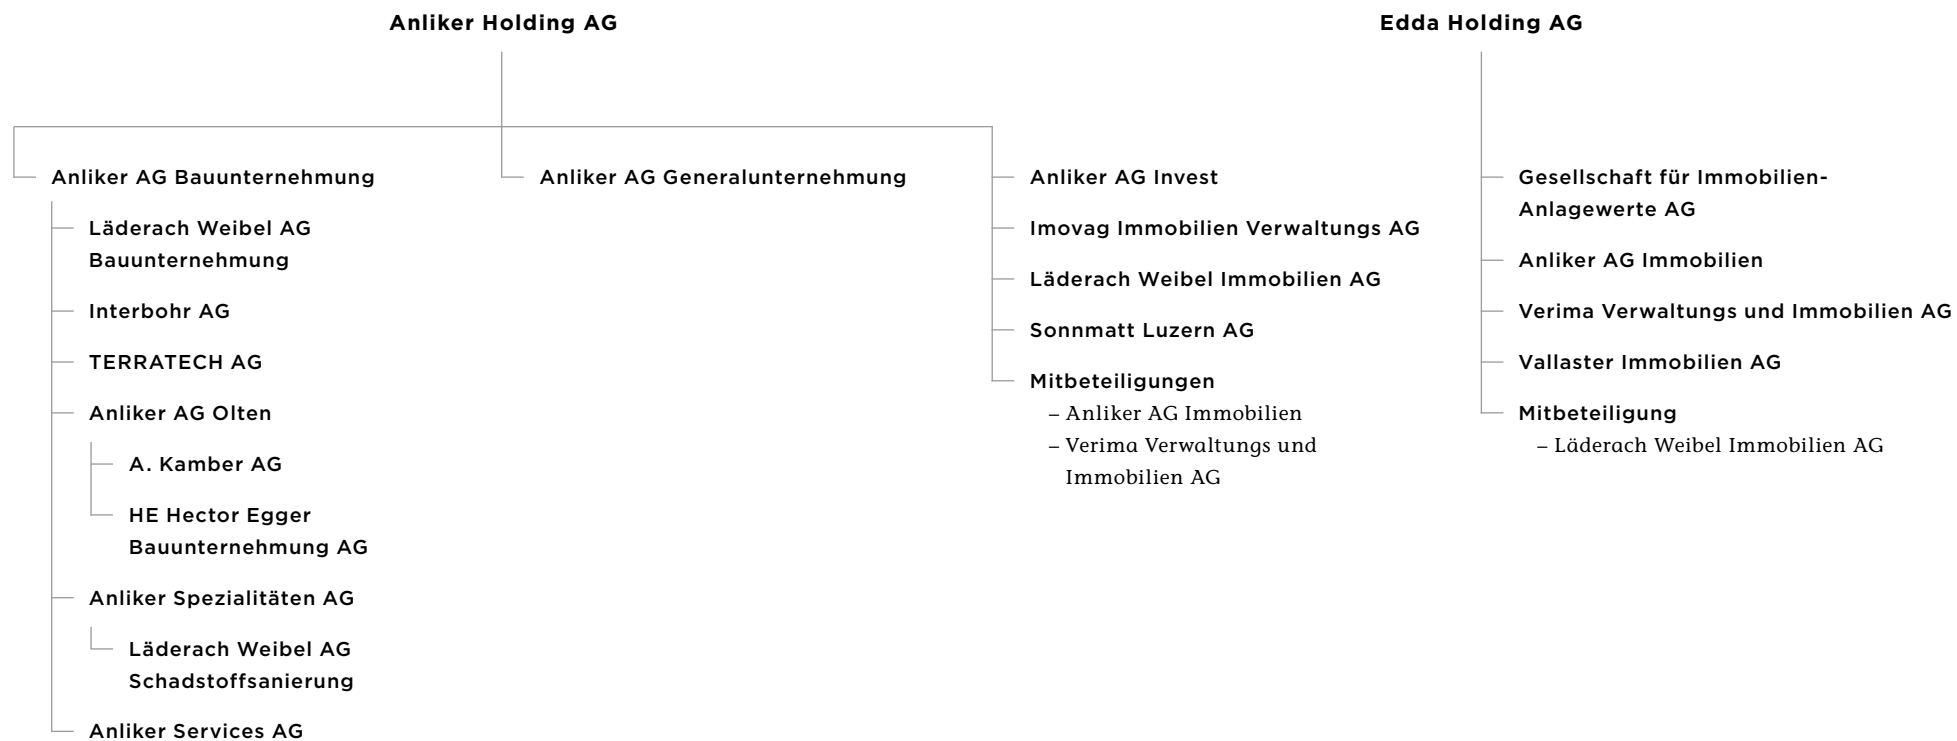 Anliker Holding AG
Edda Holding AG
Anliker AG Bauunternehmung
Läderach Weibel AG
Bauunternehmung
Interbohr AG
TERRATECH AG
Anliker AG Olten
A. Kamber AG
HE Hector Egger
Bauunternehmung AG
Anliker Spezialitäten AG
Läderach Weibel AG
Schadstoffsanierung
Anliker Services AG
Anliker AG Generalunternehmung
Anliker AG Invest
Imovag Immobilien Verwaltungs AG
Läderach Weibel Immobilien AG
Sonnmatt Luzern AG
Mitbeteiligungen
– Anliker AG Immobilien
– Verima Verwaltungs und
Immobilien AG
Gesellschaft für Immobilien-
Anlagewerte AG
Anliker AG Immobilien
Verima Verwaltungs und Immobilien AG
Vallaster Immobilien AG
Mitbeteiligung
– Läderach Weibel Immobilien AG